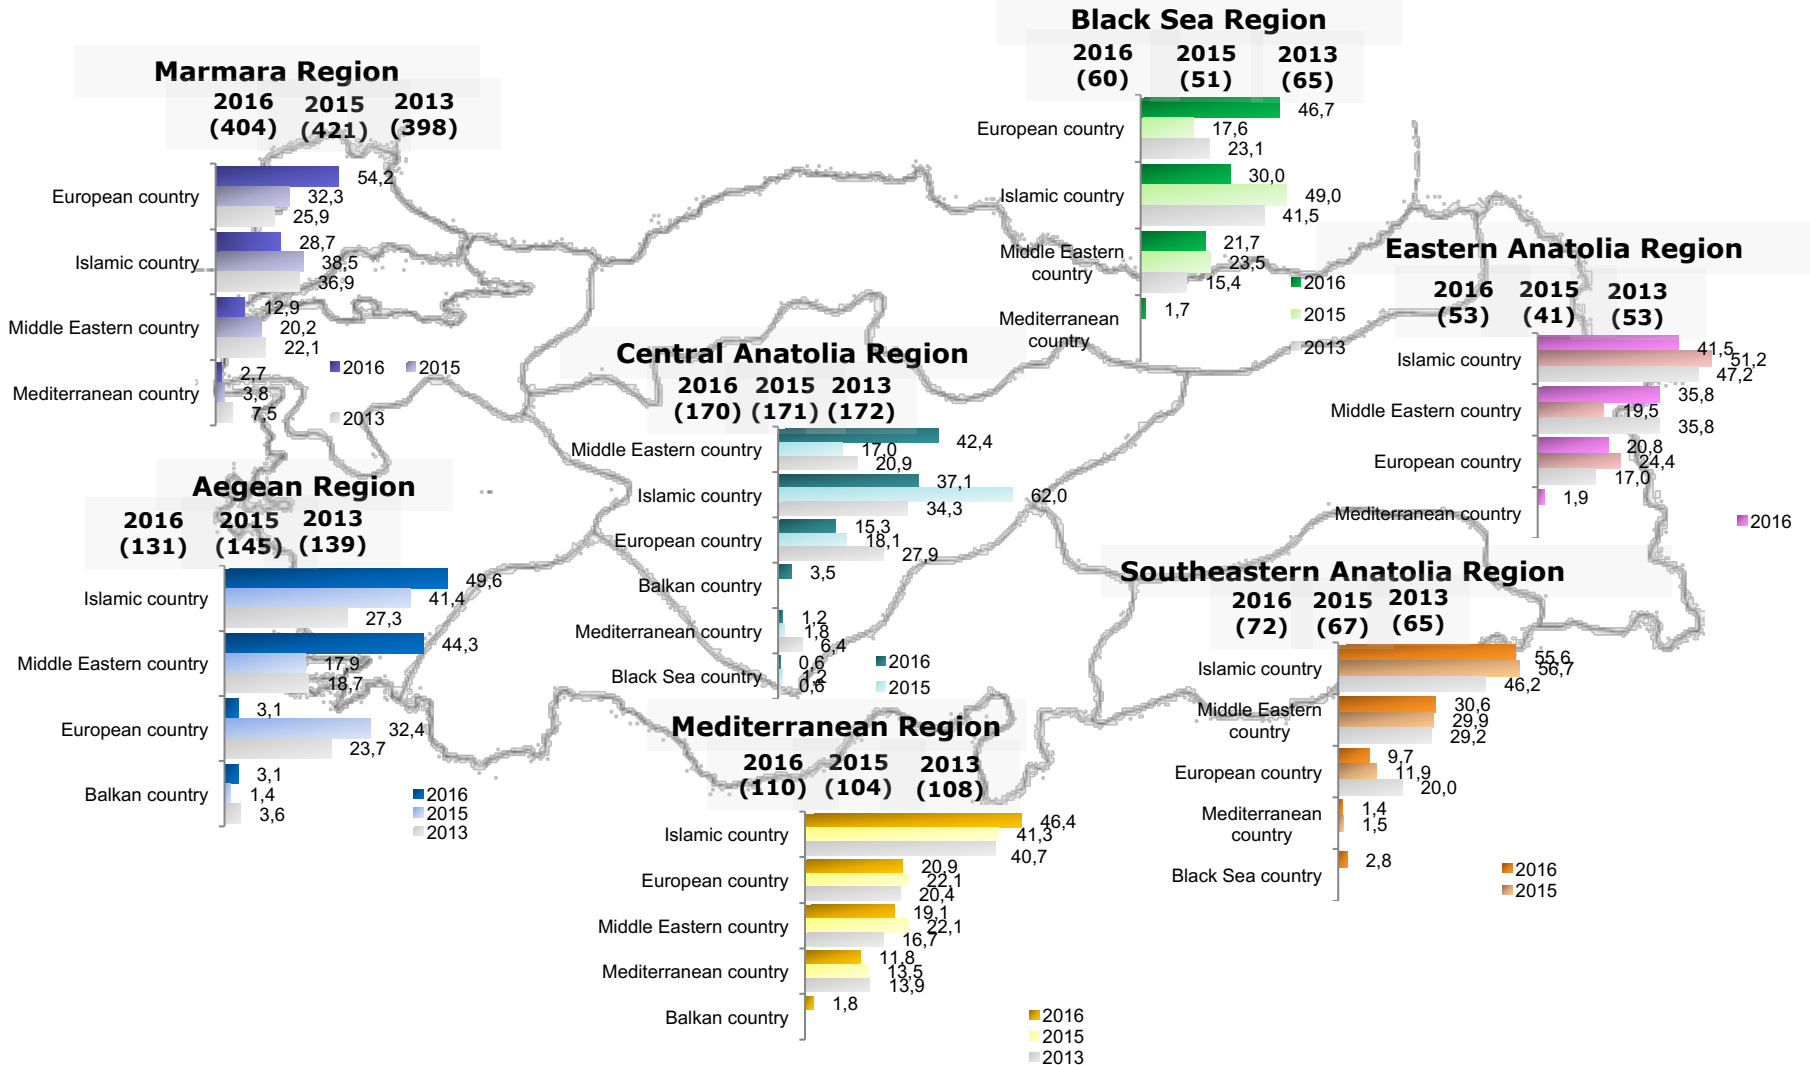 Black Sea Region
2016 2015 2013
(60) (51) (65)
European country
46,7
17,6
23,1
Islamic country
30,0
49,0
41,5
Middle Eastern
country
21,7
23,5
15,4
Mediterranean
country
1,7
2016
2015
2013
Marmara Region
2016 2015 2013
(404) (421) (398)
European country
54,2
32,3
25,9
Islamic country
28,7
38,5
36,9
Middle Eastern country
12,9
20,2
22,1
Mediterranean country
2,7
3,8
7,5
2016 2015
2013
Eastern Anatolia Region
2016 2015 2013
(53) (41) (53)
Islamic country
41,5
51,2
47,2
Middle Eastern country
35,8
19,5
35,8
European country
20,8
24,4
17,0
Mediterranean country
1,9
2016
Central Anatolia Region
2016 2015 2013
(170) (171) (172)
Middle Eastern country
42,4
17,0
20,9
Islamic country
37,1
62,0
34,3
European country
15,3
18,1
27,9
Balkan country
3,5
Mediterranean country
1,2
1,8
6,4
Black Sea country
0,6
1,2
0,6
2016
2015
Aegean Region
2016 2015 2013
(131) (145) (139)
Islamic country
49,6
41,4
27,3
Middle Eastern country
44,3
17,9
18,7
European country
3,1
32,4
23,7
Balkan country
3,1
1,4
3,6
2016
2015
2013
Southeastern Anatolia Region
2016 2015 2013
(72) (67) (65)
Islamic country
55,6
56,7
46,2
Middle Eastern
country
30,6
29,9
29,2
European country
9,7
11,9
20,0
Mediterranean
country
1,4
1,5
Black Sea country
2,8
2016
2015
Mediterranean Region
2016 2015 2013
(110) (104) (108)
Islamic country
46,4
41,3
40,7
European country
20,9
22,1
20,4
Middle Eastern country
19,1
22,1
16,7
Mediterranean country
11,8
13,5
13,9
Balkan country
1,8
2016
2015
2013